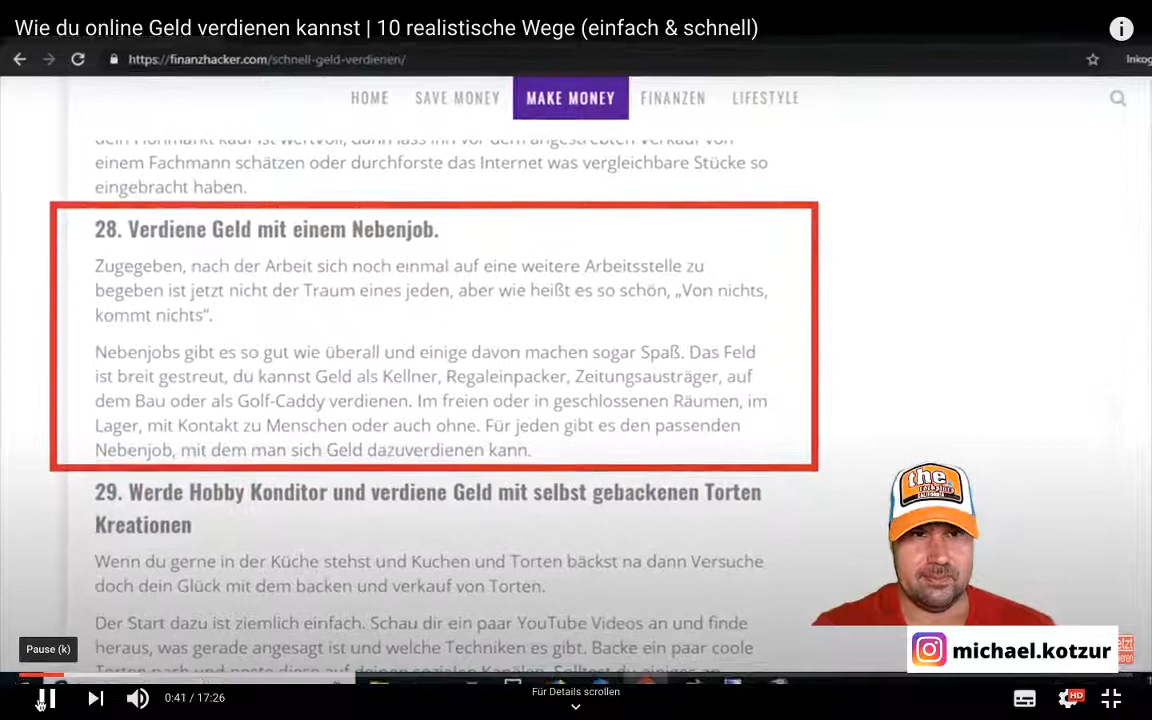 Wie du online Geld verdienen kannst | 10 realistische Wege (einfach & schnell)
https://finanzhacker.com/schnell-geld-verdienen/
HOME SAVE MONEY MAKE MONEY FINANZEN LIFESTYLE
einem Fachmann schätzen oder durchforste das Internet was vergleichbare Stücke so
eingebracht haben.
28. Verdiene Geld mit einem Nebenjob.
Zugegeben, nach der Arbeit sich noch einmal auf eine weitere Arbeitsstelle zu
begeben ist jetzt nicht der Traum eines jeden, aber wie heißt es so schön, „Von nichts,
kommt nichts“.
Nebenjobs gibt es so gut wie überall und einige davon machen sogar Spaß. Das Feld
ist breit gestreut, du kannst Geld als Kellner, Regaleinpacker, Zeitungsausträger, auf
dem Bau oder als Golf-Caddy verdienen. Im freien oder in geschlossenen Räumen, im
Lager, mit Kontakt zu Menschen oder auch ohne. Für jeden gibt es den passenden
Nebenjob, mit dem man sich Geld dazuverdienen kann.
29. Werde Hobby Konditor und verdiene Geld mit selbst gebackenen Torten
Kreationen
Wenn du gerne in der Küche stehst und Kuchen und Torten bäckst na dann Versuche
doch dein Glück mit dem backen und verkauf von Torten.
Der Start dazu ist ziemlich einfach. Schau dir ein paar YouTube Videos an und finde
heraus, was gerade angesagt ist und welche Techniken es gibt. Backe ein paar coole
the
michael.kotzur
Pause (k)
0:41 / 17:26
Für Details scrollen
HD